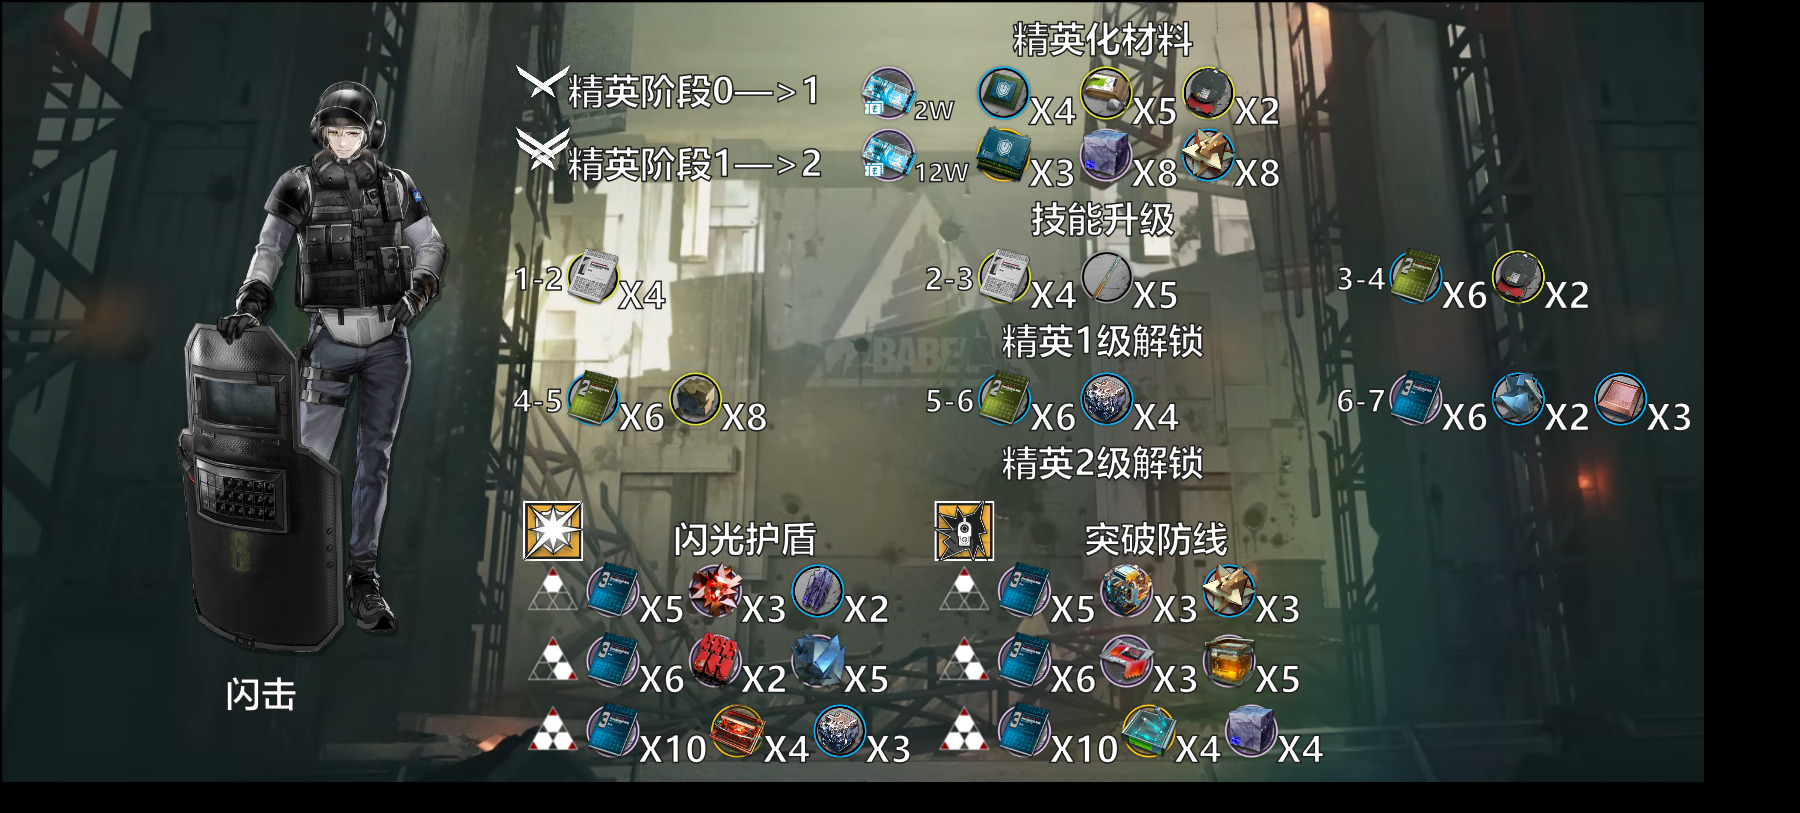 精英化材料
精英阶段0—>1 2W X4 X5 X2
精英阶段1—>2 12W X3 X8 X8
技能升级
1-2 X4 2-3 X4 X5 3-4 X6 X2
精英1级解锁
4-5 X6 X8 5-6 X6 X4 6-7 X6 X2 X3
精英2级解锁
闪光护盾 突破防线
X5 X3 X2 X5 X3 X3
X6 X2 X5 X6 X3 X5
X10 X4 X3 X10 X4 X4
闪击
BABEL